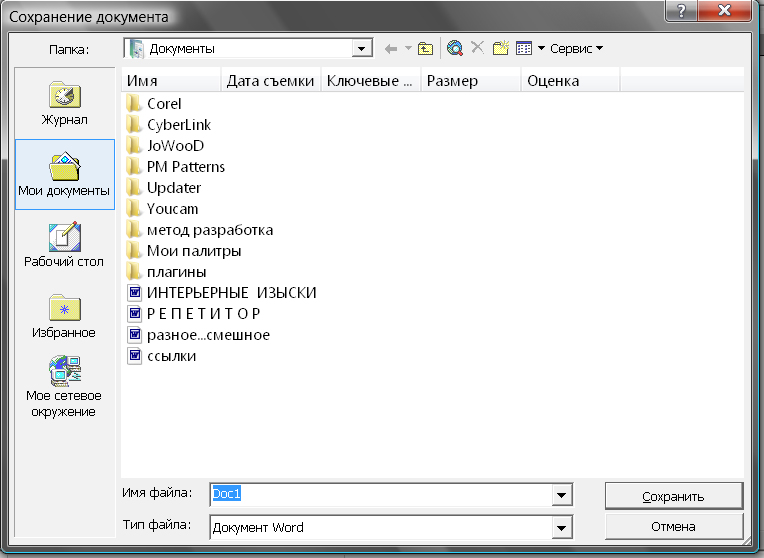 Сохранение документа
Папка: Документы Сервис
Имя Дата съемки Ключевые ... Размер Оценка
Журнал
Мои документы
Рабочий стол
Избранное
Мое сетевое
окружение
Corel
CyberLink
JoWooD
PM Patterns
Updater
Youcam
метод разработка
Мои палитры
плагины
ИНТЕРЬЕРНЫЕ ИЗЫСКИ
Р Е П Е Т И Т О Р
разное...смешное
ссылки
Имя файла: Doc1 Сохранить
Тип файла: Документ Word Отмена